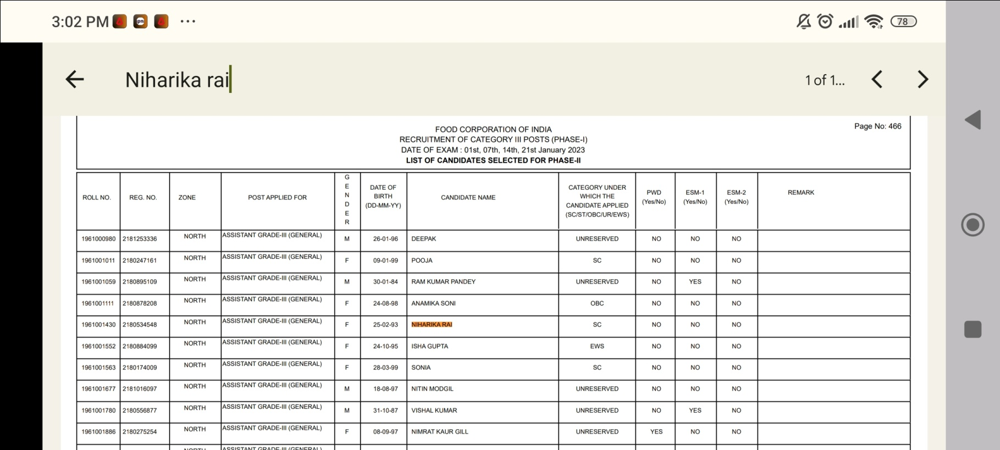 3:02 PM
78
Niharika rai
1 of 1...
Page No: 466
FOOD CORPORATION OF INDIA
RECRUITMENT OF CATEGORY III POSTS (PHASE-I)
DATE OF EXAM : 01st, 07th, 14th, 21st January 2023
LIST OF CANDIDATES SELECTED FOR PHASE-II
ROLL NO. REG. NO. ZONE POST APPLIED FOR GENDER DATE OF BIRTH (DD-MM-YY) CANDIDATE NAME CATEGORY UNDER WHICH THE CANDIDATE APPLIED (SC/ST/OBC/UR/EWS) PWD (Yes/No) ESM-1 (Yes/No) ESM-2 (Yes/No) REMARK
1961000980 2181253336 NORTH ASSISTANT GRADE-III (GENERAL) M 26-01-96 DEEPAK UNRESERVED NO NO NO
1961001011 2180247161 NORTH ASSISTANT GRADE-III (GENERAL) F 09-01-99 POOJA SC NO NO NO
1961001059 2180895109 NORTH ASSISTANT GRADE-III (GENERAL) M 30-01-84 RAM KUMAR PANDEY UNRESERVED NO YES NO
1961001111 2180878208 NORTH ASSISTANT GRADE-III (GENERAL) F 24-08-98 ANAMIKA SONI OBC NO NO NO
1961001430 2180534548 NORTH ASSISTANT GRADE-III (GENERAL) F 25-02-93 NIHARIKA RAI SC NO NO NO
1961001552 2180884099 NORTH ASSISTANT GRADE-III (GENERAL) F 24-10-95 ISHA GUPTA EWS NO NO NO
1961001563 2180174009 NORTH ASSISTANT GRADE-III (GENERAL) F 28-03-99 SONIA SC NO NO NO
1961001677 2181016097 NORTH ASSISTANT GRADE-III (GENERAL) M 18-08-97 NITIN MODGIL UNRESERVED NO NO NO
1961001780 2180556877 NORTH ASSISTANT GRADE-III (GENERAL) M 31-10-87 VISHAL KUMAR UNRESERVED NO YES NO
1961001886 2180275254 NORTH ASSISTANT GRADE-III (GENERAL) F 08-09-97 NIMRAT KAUR GILL UNRESERVED YES NO NO
NORTH ASSISTANT GRADE-III (GENERAL)